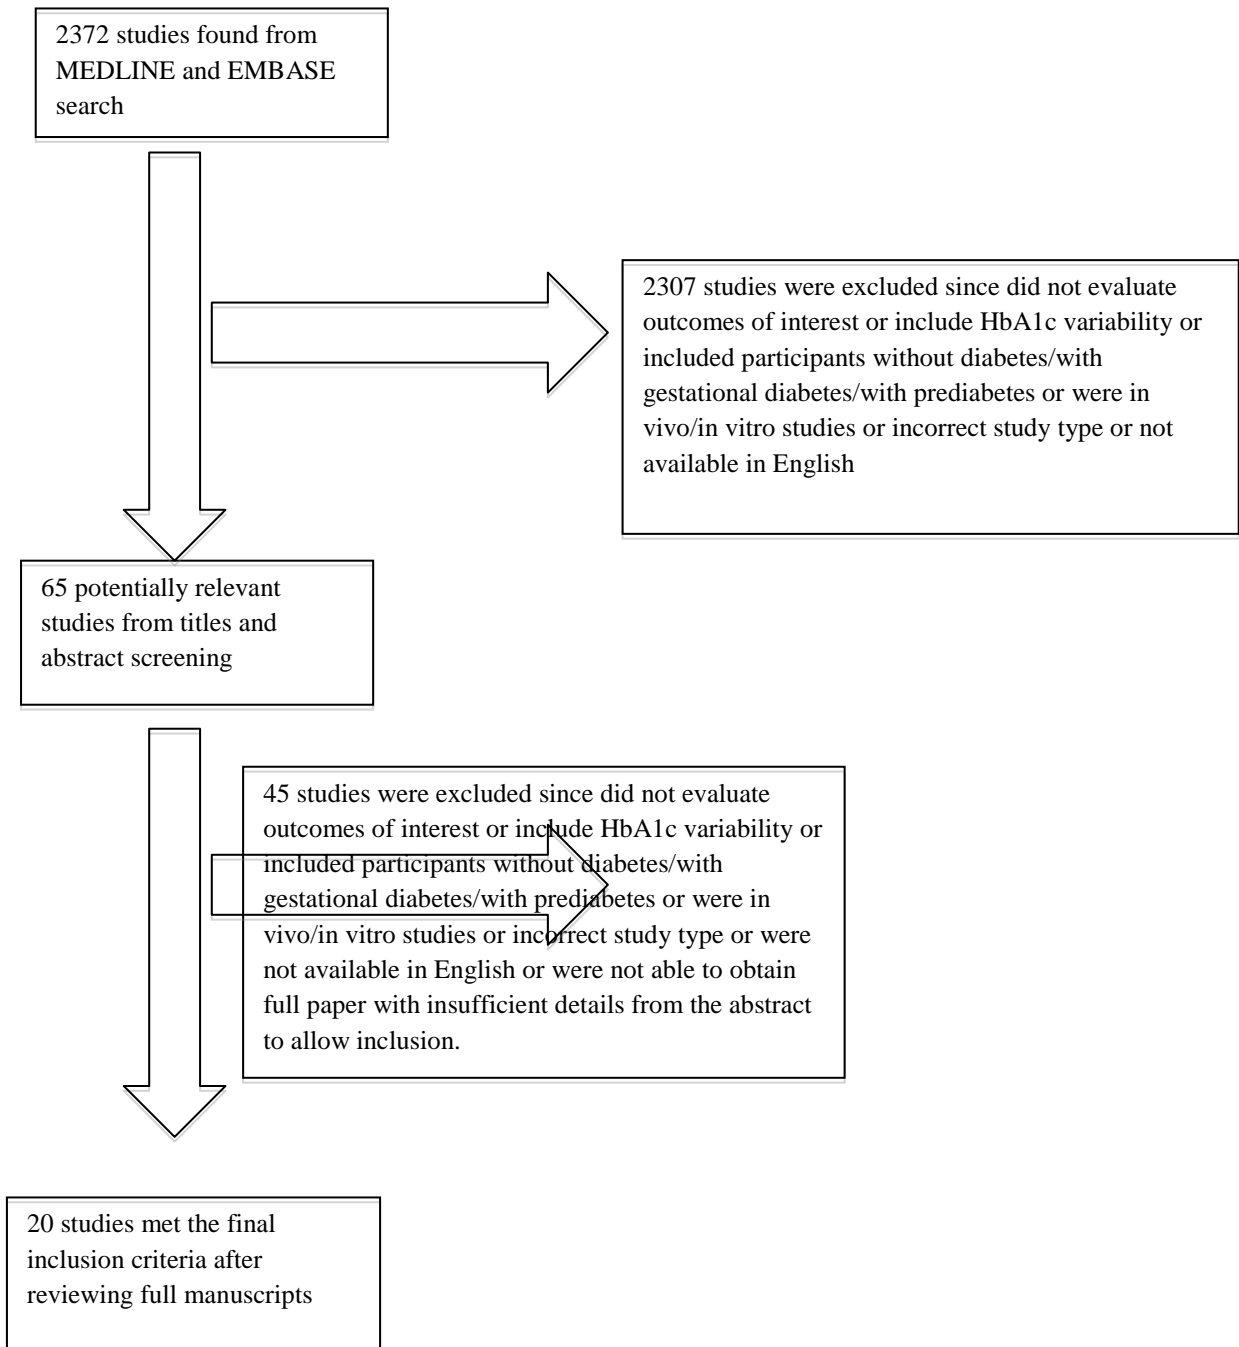 2372 studies found from
MEDLINE and EMBASE
search
2307 studies were excluded since did not evaluate
outcomes of interest or include HbA1c variability or
included participants without diabetes/with
gestational diabetes/with prediabetes or were in
vivo/in vitro studies or incorrect study type or not
available in English
65 potentially relevant
studies from titles and
abstract screening
45 studies were excluded since did not evaluate
outcomes of interest or include HbA1c variability or
included participants without diabetes/with
gestational diabetes/with prediabetes or were in
vivo/in vitro studies or incorrect study type or were
not available in English or were not able to obtain
full paper with insufficient details from the abstract
to allow inclusion.
20 studies met the final
inclusion criteria after
reviewing full manuscripts